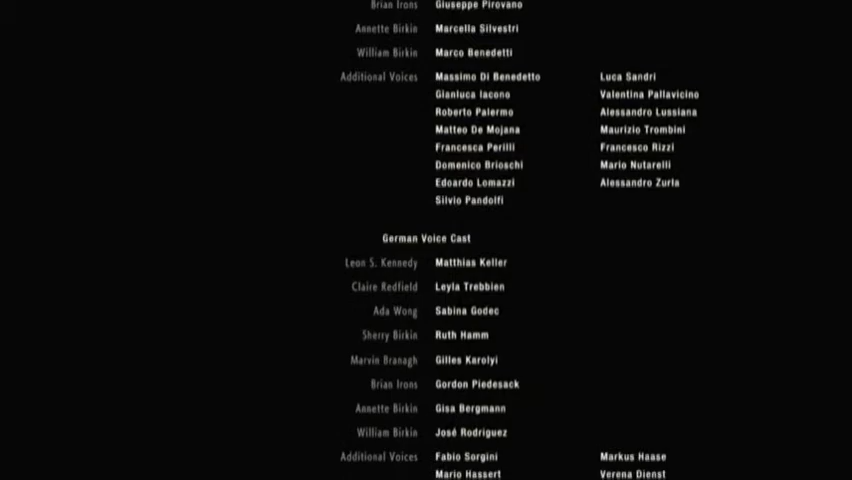 Brian Irons Giuseppe Pirovano
Annette Birkin Marcella Silvestri
William Birkin Marco Benedetti
Additional Voices Massimo Di Benedetto Luca Sandri
Gianluca Iacono Valentina Pallavicino
Roberto Palermo Alessandro Lussiana
Matteo De Mojana Maurizio Trombini
Francesca Perilli Francesco Rizzi
Domenico Brioschi Mario Nutarelli
Edoardo Lomazzi Alessandro Zurla
Silvio Pandolfi
German Voice Cast
Leon S. Kennedy Matthias Keller
Claire Redfield Leyla Trebbien
Ada Wong Sabina Godec
Sherry Birkin Ruth Hamm
Marvin Branagh Gilles Karolyi
Brian Irons Gordon Piedesack
Annette Birkin Gisa Bergmann
William Birkin José Rodriguez
Additional Voices Fabio Sorgini Markus Haase
Mario Hassert Verena Dienst